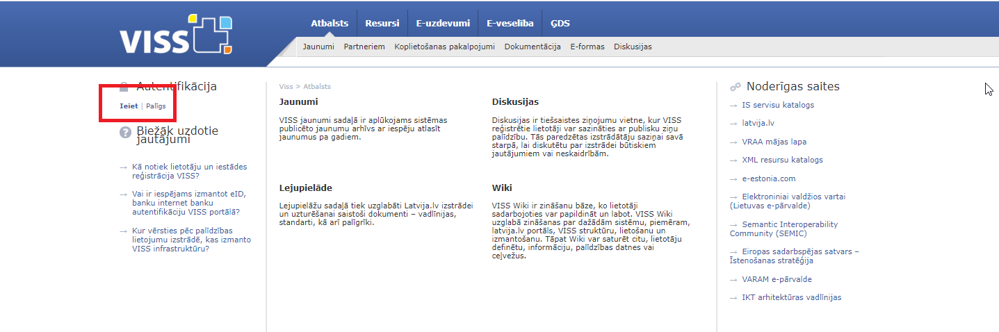 VISS
Atbalsts Resursi E-uzdevumi E-veselība ĢDS
Jaunumi Partneriem Koplietošanas pakalpojumi Dokumentācija E-formas Diskusijas
Autentifikācija
Ieiet | Palīgs
Biežāk uzdotie
jautājumi
→ Kā notiek lietotāju un iestādes
reģistrācija VISS?
→ Vai ir iespējams izmantot eID,
banku internet banku
autentifikāciju VISS portālā?
→ Kur vērsties pēc palīdzības
lietojumu izstrādē, kas izmanto
VISS infrastruktūru?
Viss > Atbalsts
Jaunumi
VISS jaunumi sadaļā ir aplūkojams sistēmas
publicēto jaunumu arhīvs ar iespēju atlasīt
jaunumus pa gadiem.
Diskusijas
Diskusijas ir tiešsaistes ziņojumu vietne, kur VISS
reģistrētie lietotāji var sazināties ar publisku ziņu
palīdzību. Tās paredzētas izstrādātāju saziņai savā
starpā, lai diskutētu par izstrādei būtiskiem
jautājumiem vai neskaidrībām.
Lejupielāde
Lejupielāžu sadaļā tiek uzglabāti Latvija.lv izstrādei
un uzturēšanai saistoši dokumenti – vadlīnijas,
standarti, kā arī palīgrīki.
Wiki
VISS Wiki ir zināšanu bāze, ko lietotāji
sadarbojoties var papildināt un labot. VISS Wiki
uzglabā zināšanas par dažādām sistēmu, piemēram,
latvija.lv portāls, VISS struktūru, lietošanu un
izmantošanu. Tāpat Wiki var saturēt citu, lietotāju
definētu, informāciju, palīdzības datnes vai
ceļvežus.
Noderīgas saites
→ IS servisu katalogs
→ latvija.lv
→ VRAA mājas lapa
→ XML resursu katalogs
→ e-estonia.com
→ Elektroniniai valdžios vartai
(Lietuvas e-pārvalde)
→ Semantic Interoperability
Community (SEMIC)
→ Eiropas sadarbspējas satvars –
Īstenošanas stratēģija
→ VARAM e-pārvalde
→ IKT arhitektūras vadlīnijas